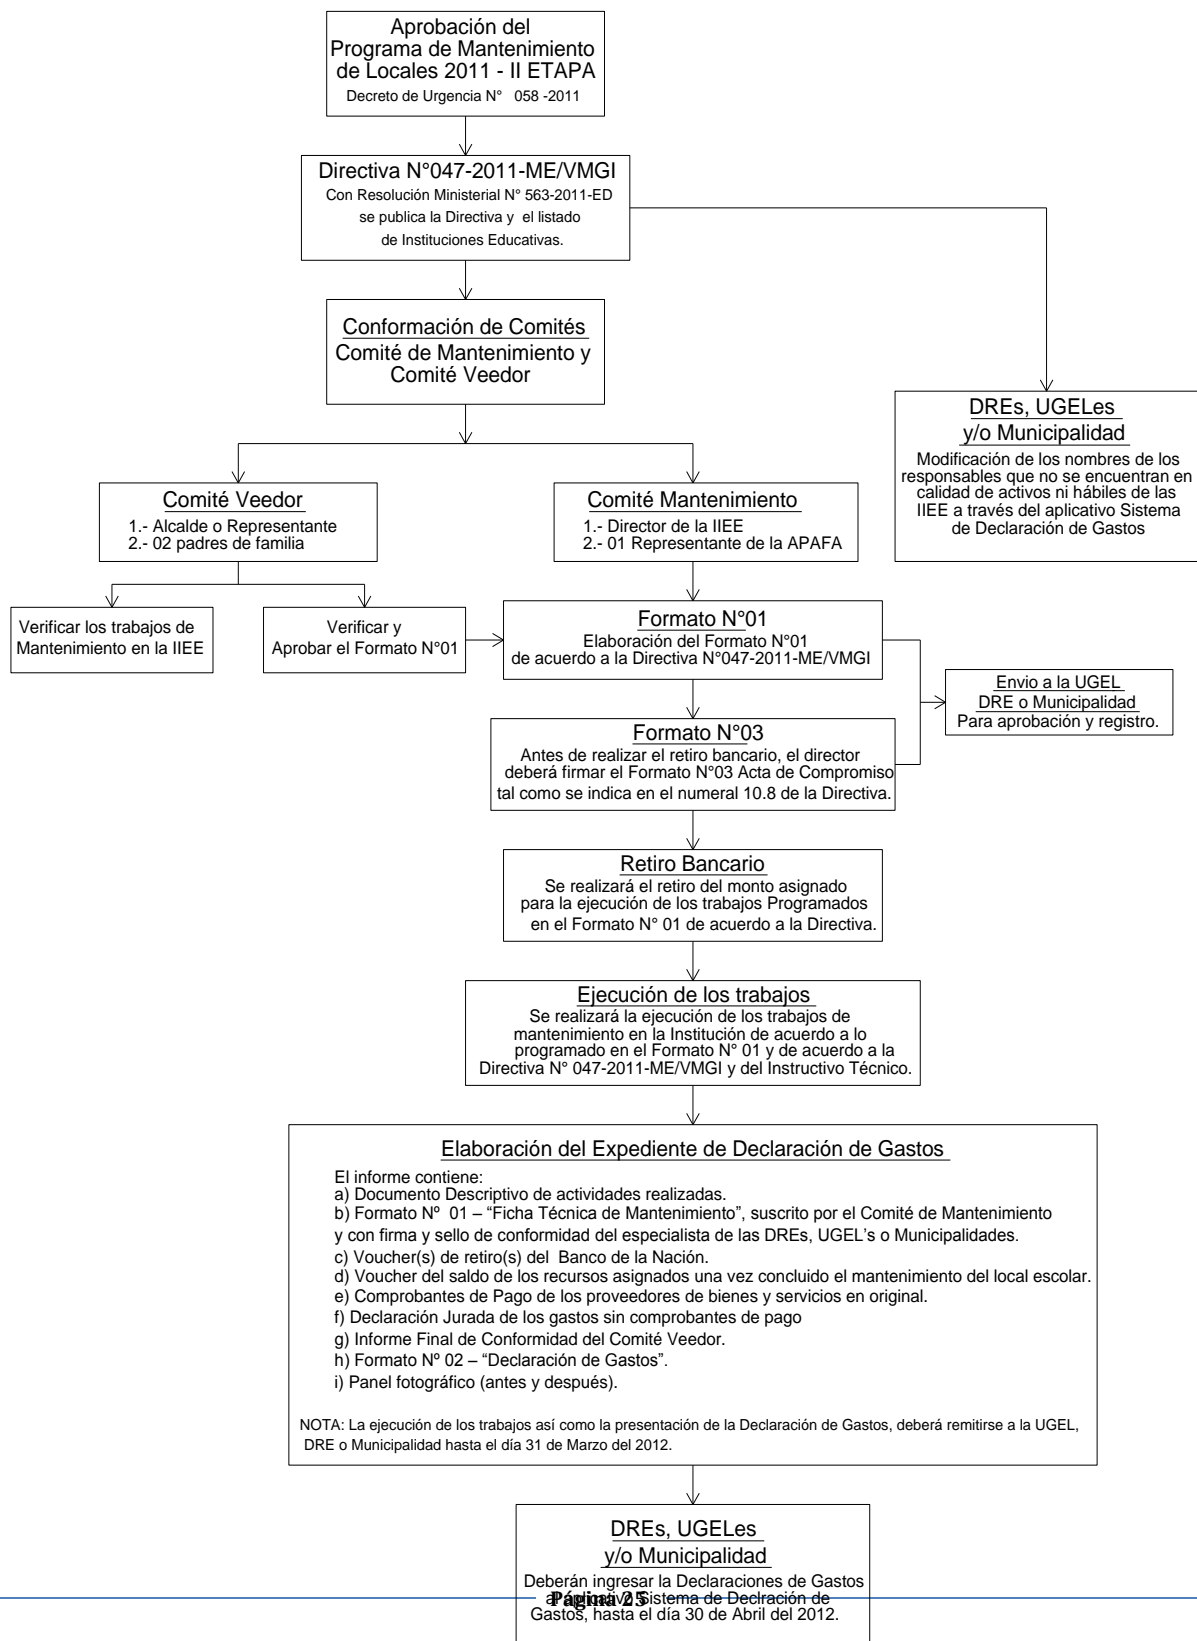 Aprobación del
Programa de Mantenimiento
de Locales 2011 - II ETAPA
Decreto de Urgencia N° 058 -2011
Directiva N°047-2011-ME/VMGI
Con Resolución Ministerial N° 563-2011-ED
se publica la Directiva y el listado
de Instituciones Educativas.
Conformación de Comités
Comité de Mantenimiento y
Comité Veedor
DREs, UGELes
y/o Municipalidad
Modificación de los nombres de los
responsables que no se encuentran en
calidad de activos ni hábiles de las
IIEE a través del aplicativo Sistema
de Declaración de Gastos
Comité Veedor
1.- Alcalde o Representante
2.- 02 padres de familia
Comité Mantenimiento
1.- Director de la IIEE
2.- 01 Representante de la APAFA
Verificar los trabajos de
Mantenimiento en la IIEE
Verificar y
Aprobar el Formato N°01
Formato N°01
Elaboración del Formato N°01
de acuerdo a la Directiva N°047-2011-ME/VMGI
Envio a la UGEL
DRE o Municipalidad
Para aprobación y registro.
Formato N°03
Antes de realizar el retiro bancario, el director
deberá firmar el Formato N°03 Acta de Compromiso
tal como se indica en el numeral 10.8 de la Directiva.
Retiro Bancario
Se realizará el retiro del monto asignado
para la ejecución de los trabajos Programados
en el Formato N° 01 de acuerdo a la Directiva.
Ejecución de los trabajos
Se realizará la ejecución de los trabajos de
mantenimiento en la Institución de acuerdo a lo
programado en el Formato N° 01 y de acuerdo a la
Directiva N° 047-2011-ME/VMGI y del Instructivo Técnico.
Elaboración del Expediente de Declaración de Gastos
El informe contiene:
a) Documento Descriptivo de actividades realizadas.
b) Formato Nº 01 – “Ficha Técnica de Mantenimiento”, suscrito por el Comité de Mantenimiento
y con firma y sello de conformidad del especialista de las DREs, UGEL’s o Municipalidades.
c) Voucher(s) de retiro(s) del Banco de la Nación.
d) Voucher del saldo de los recursos asignados una vez concluido el mantenimiento del local escolar.
e) Comprobantes de Pago de los proveedores de bienes y servicios en original.
f) Declaración Jurada de los gastos sin comprobantes de pago
g) Informe Final de Conformidad del Comité Veedor.
h) Formato Nº 02 – “Declaración de Gastos”.
i) Panel fotográfico (antes y después).
NOTA: La ejecución de los trabajos así como la presentación de la Declaración de Gastos, deberá remitirse a la UGEL,
DRE o Municipalidad hasta el día 31 de Marzo del 2012.
DREs, UGELes
y/o Municipalidad
Deberán ingresar la Declaraciones de Gastos
al aplicativo Sistema de Declración de
Gastos, hasta el día 30 de Abril del 2012.
Página 25